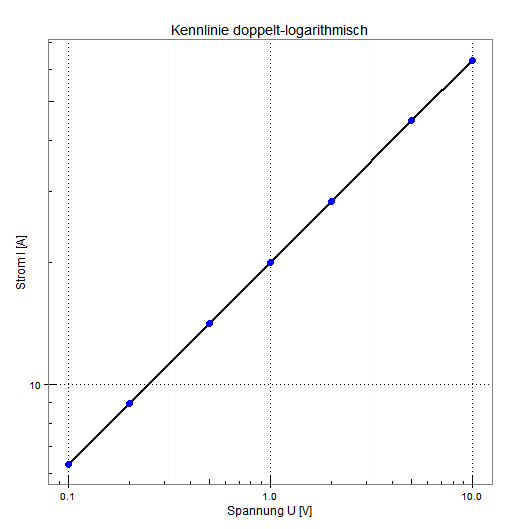 Kennlinie doppelt-logarithmisch
Strom I [A]
10
0.1
1.0
10.0
Spannung U [V]